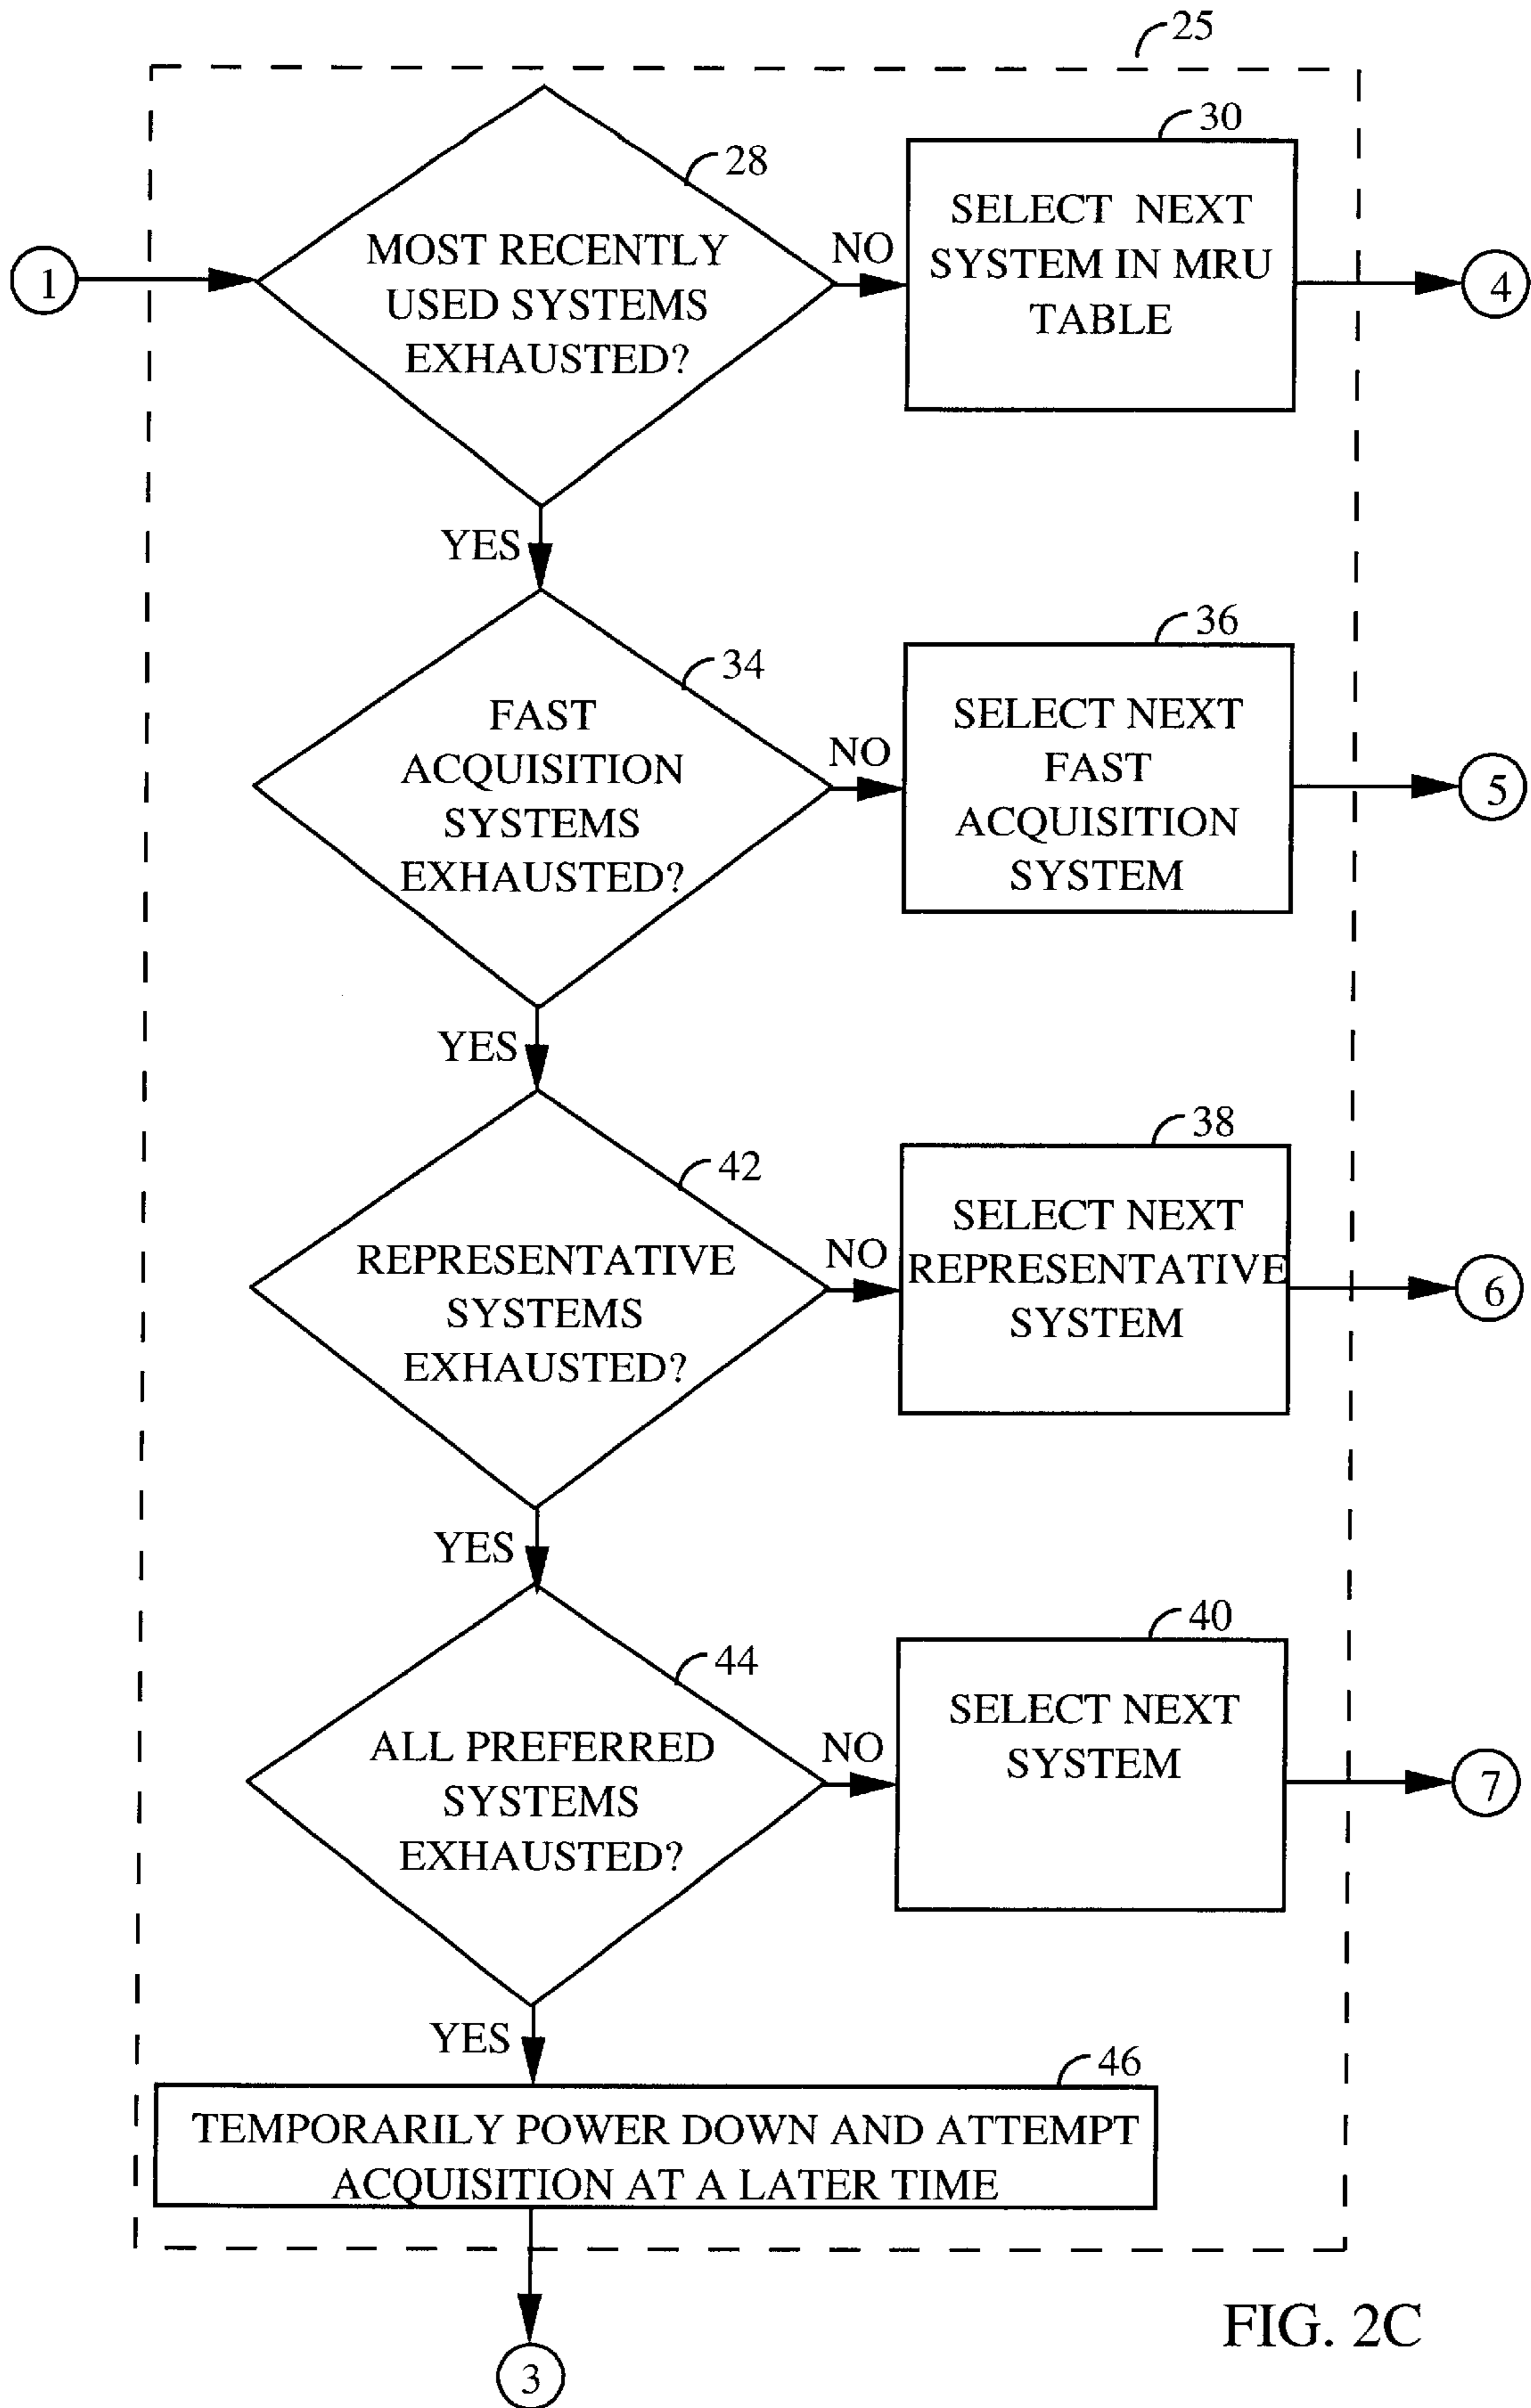 25
28
30
MOST RECENTLY
USED SYSTEMS
EXHAUSTED?
NO
SELECT NEXT
SYSTEM IN MRU
TABLE
1
4
YES
34
36
FAST
ACQUISITION
SYSTEMS
EXHAUSTED?
NO
SELECT NEXT
FAST
ACQUISITION
SYSTEM
5
YES
42
38
REPRESENTATIVE
SYSTEMS
EXHAUSTED?
NO
SELECT NEXT
REPRESENTATIVE
SYSTEM
6
YES
44
40
ALL PREFERRED
SYSTEMS
EXHAUSTED?
NO
SELECT NEXT
SYSTEM
7
YES
46
TEMPORARILY POWER DOWN AND ATTEMPT
ACQUISITION AT A LATER TIME
3
FIG. 2C